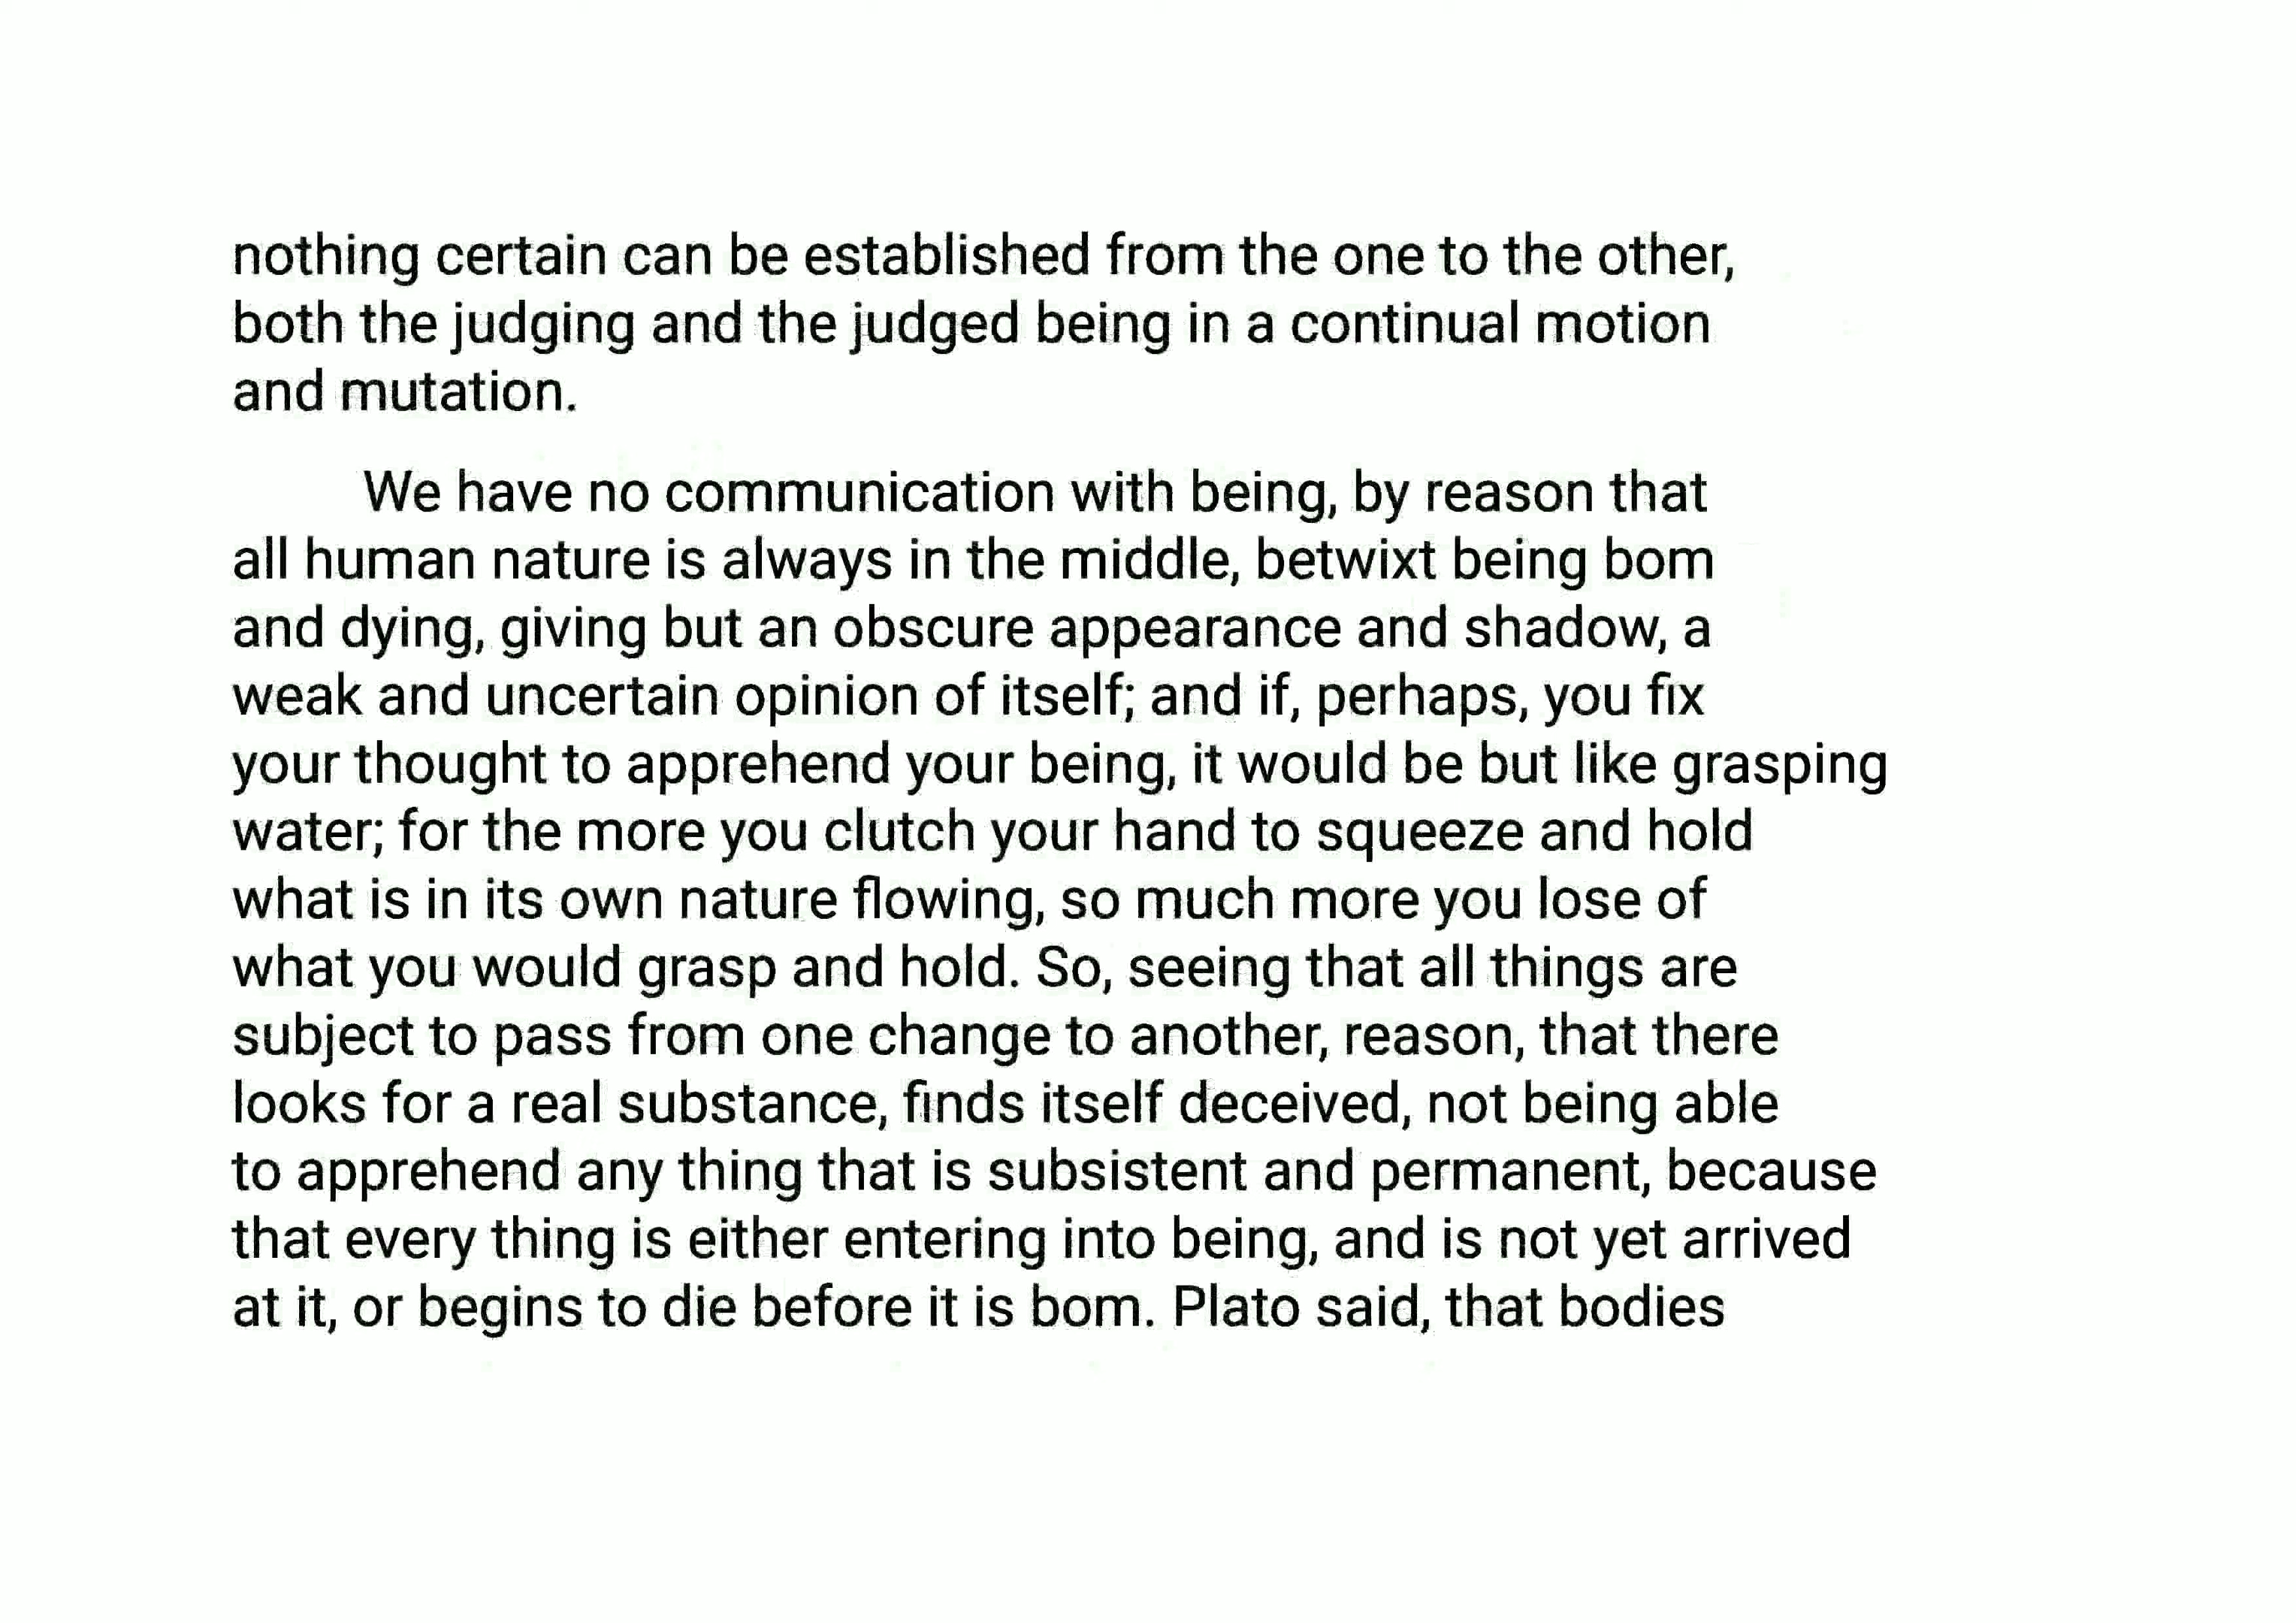 nothing certain can be established from the one to the other,
both the judging and the judged being in a continual motion
and mutation.
We have no communication with being, by reason that
all human nature is always in the middle, betwixt being bom
and dying, giving but an obscure appearance and shadow, a
weak and uncertain opinion of itself; and if, perhaps, you fix
your thought to apprehend your being, it would be but like grasping
water; for the more you clutch your hand to squeeze and hold
what is in its own nature flowing, so much more you lose of
what you would grasp and hold. So, seeing that all things are
subject to pass from one change to another, reason, that there
looks for a real substance, finds itself deceived, not being able
to apprehend any thing that is subsistent and permanent, because
that every thing is either entering into being, and is not yet arrived
at it, or begins to die before it is bom. Plato said, that bodies